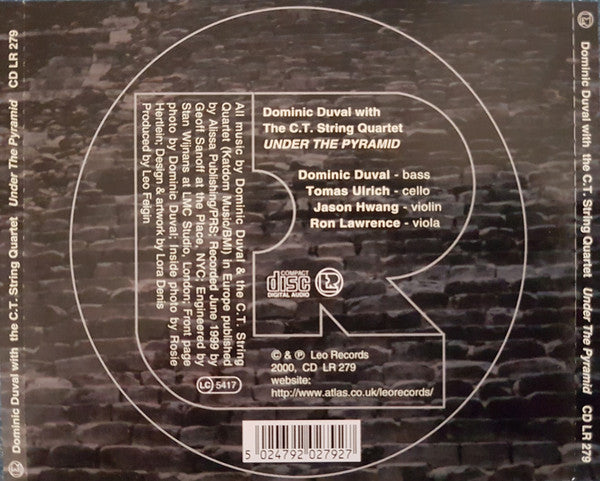 Dominic Duval with the C.T. String Quartet Under The Pyramid CD LR 279
Dominic Duval with
The C.T. String Quartet
UNDER THE PYRAMID
Dominic Duval - bass
Tomas Ulrich - cello
Jason Hwang - violin
Ron Lawrence - viola
COMPACT
disc
DIGITAL AUDIO
LR
© & ℗ Leo Records
2000, CD LR 279
website:
http://www.atlas.co.uk/leorecords/
LC 5417
All music by Dominic Duval & the C.T. String
Quartet (Kaldom Music/BMI) in Europe published
by Alissa Publishing/PRS; Recorded June 1999 by
Geoff Sanoff at the Place, NYC; Engineered by
Stan Wijnans at LMC Studio, London; Front page
photo by Dominic Duval; Inside photo by Rosie
Hertlein; Design & artwork by Lora Denis
Produced by Leo Feigin
5 024792 027927
Dominic Duval with the C.T. String Quartet Under The Pyramid CD LR 279